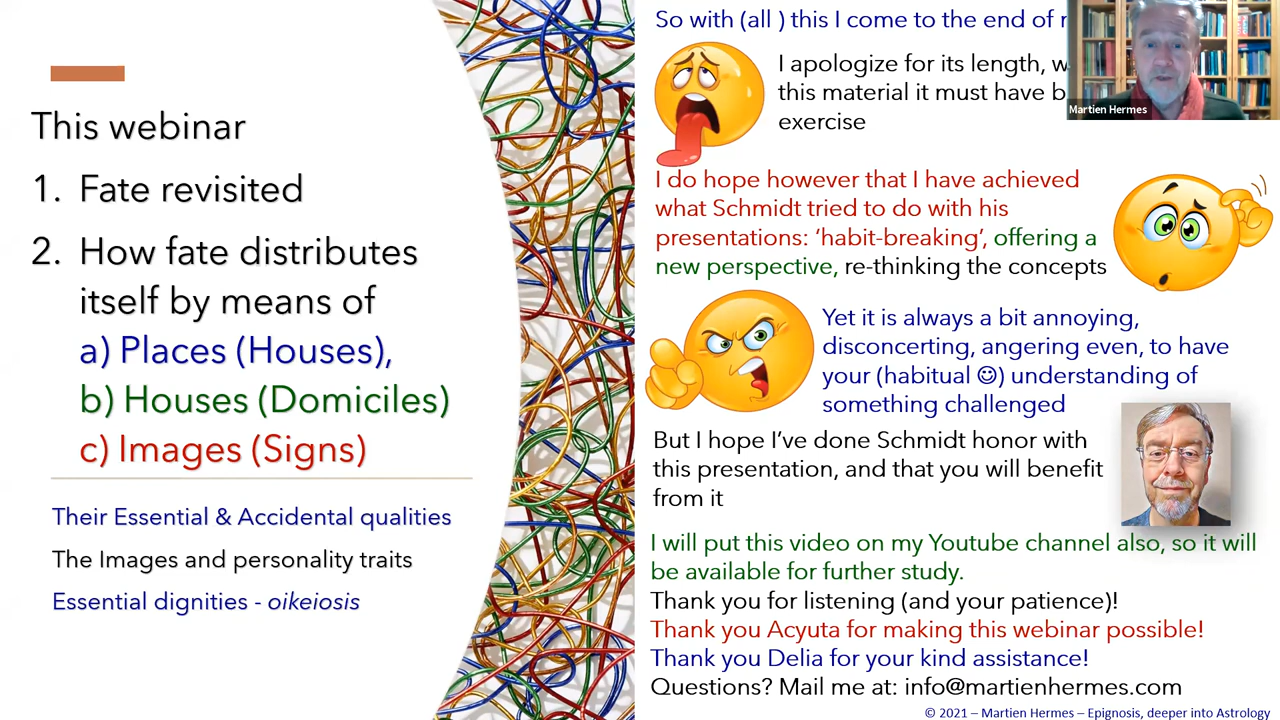 This webinar
1. Fate revisited
2. How fate distributes
itself by means of
a) Places (Houses),
b) Houses (Domiciles)
c) Images (Signs)
Their Essential & Accidental qualities
The Images and personality traits
Essential dignities - oikeiosis
So with (all ) this I come to the end of
I apologize for its length,
this material it must have
exercise
Martien Hermes
I do hope however that I have achieved
what Schmidt tried to do with his
presentations: ‘habit-breaking’, offering a
new perspective, re-thinking the concepts
Yet it is always a bit annoying,
disconcerting, angering even, to have
your (habitual ☺) understanding of
something challenged
But I hope I’ve done Schmidt honor with
this presentation, and that you will benefit
from it
I will put this video on my Youtube channel also, so it will
be available for further study.
Thank you for listening (and your patience)!
Thank you Acyuta for making this webinar possible!
Thank you Delia for your kind assistance!
Questions? Mail me at: info@martienhermes.com
© 2021 – Martien Hermes – Epignosis, deeper into Astrology